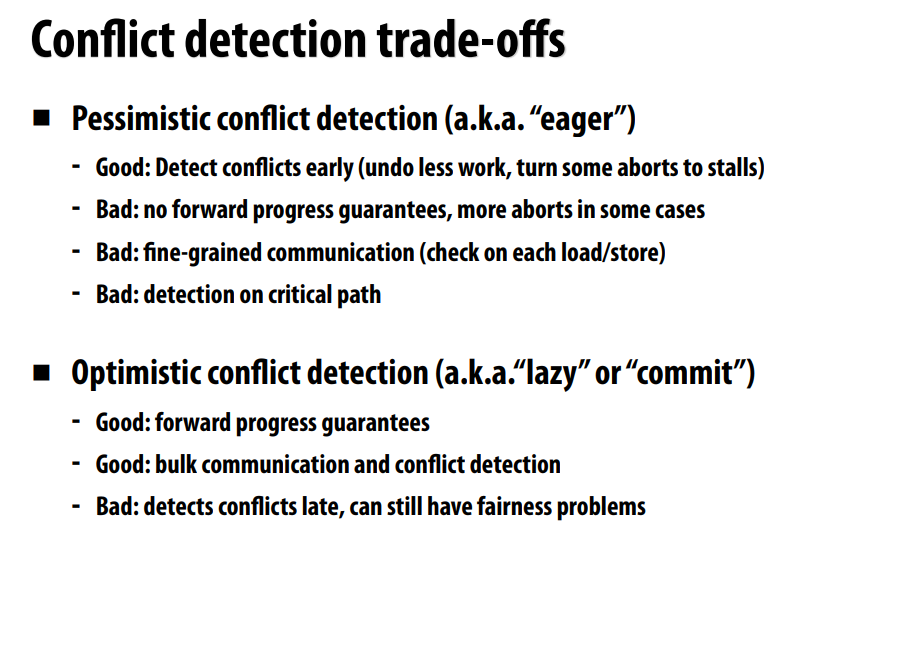 Conflict detection trade-offs
■ Pessimistic conflict detection (a.k.a. “eager”)
- Good: Detect conflicts early (undo less work, turn some aborts to stalls)
- Bad: no forward progress guarantees, more aborts in some cases
- Bad: fine-grained communication (check on each load/store)
- Bad: detection on critical path
■ Optimistic conflict detection (a.k.a.“lazy” or “commit”)
- Good: forward progress guarantees
- Good: bulk communication and conflict detection
- Bad: detects conflicts late, can still have fairness problems